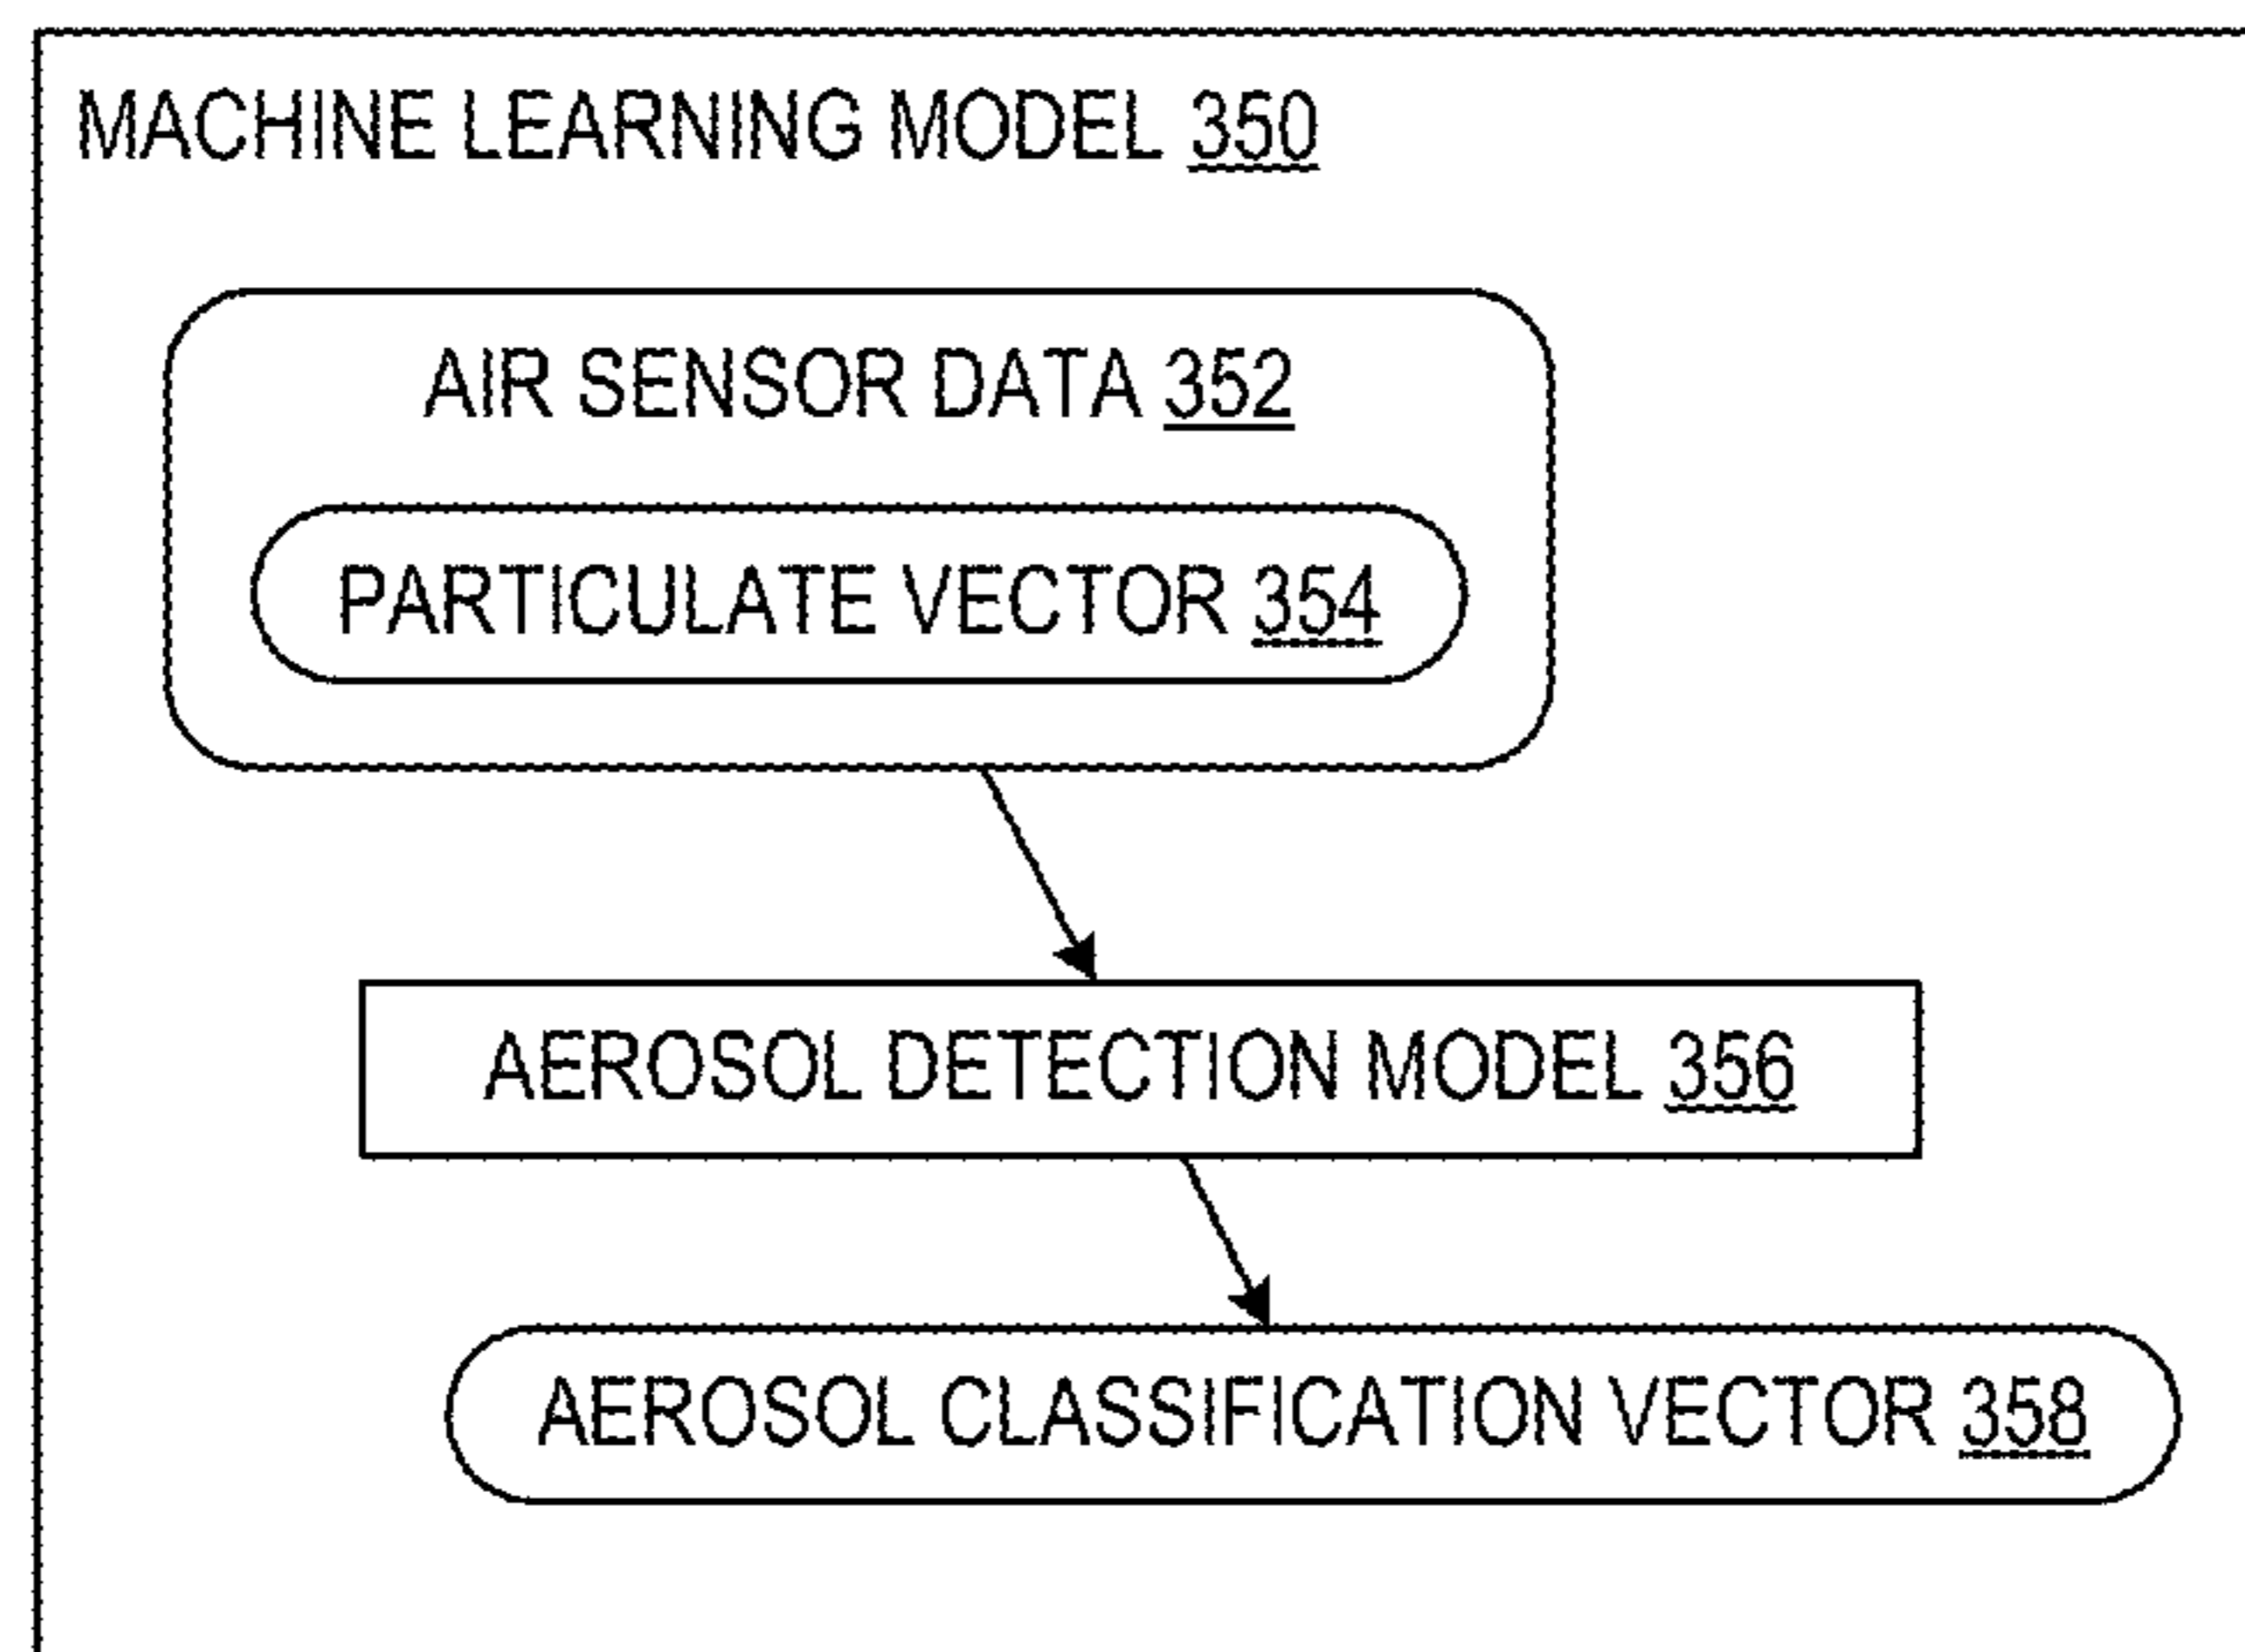 MACHINE LEARNING MODEL 350
AIR SENSOR DATA 352
PARTICULATE VECTOR 354
AEROSOL DETECTION MODEL 356
AEROSOL CLASSIFICATION VECTOR 358